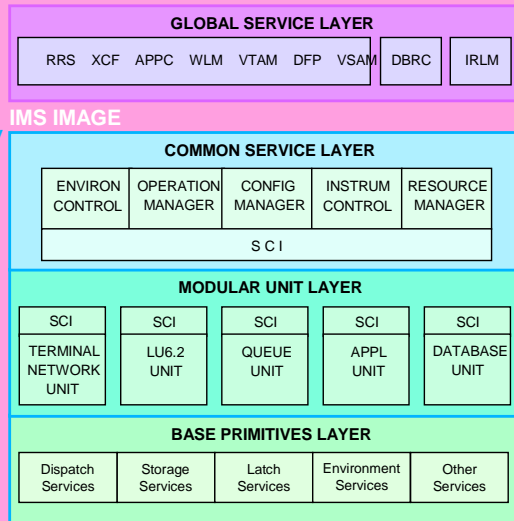 GLOBAL SERVICE LAYER
RRS XCF APPC WLM VTAM DFP VSAM DBRC IRLM
IMS IMAGE
COMMON SERVICE LAYER
ENVIRON CONTROL
OPERATION MANAGER
CONFIG MANAGER
INSTRUM CONTROL
RESOURCE MANAGER
S C I
MODULAR UNIT LAYER
SCI
TERMINAL
NETWORK
UNIT
SCI
LU6.2
UNIT
SCI
QUEUE
UNIT
SCI
APPL
UNIT
SCI
DATABASE
UNIT
BASE PRIMITIVES LAYER
Dispatch
Services
Storage
Services
Latch
Services
Environment
Services
Other
Services